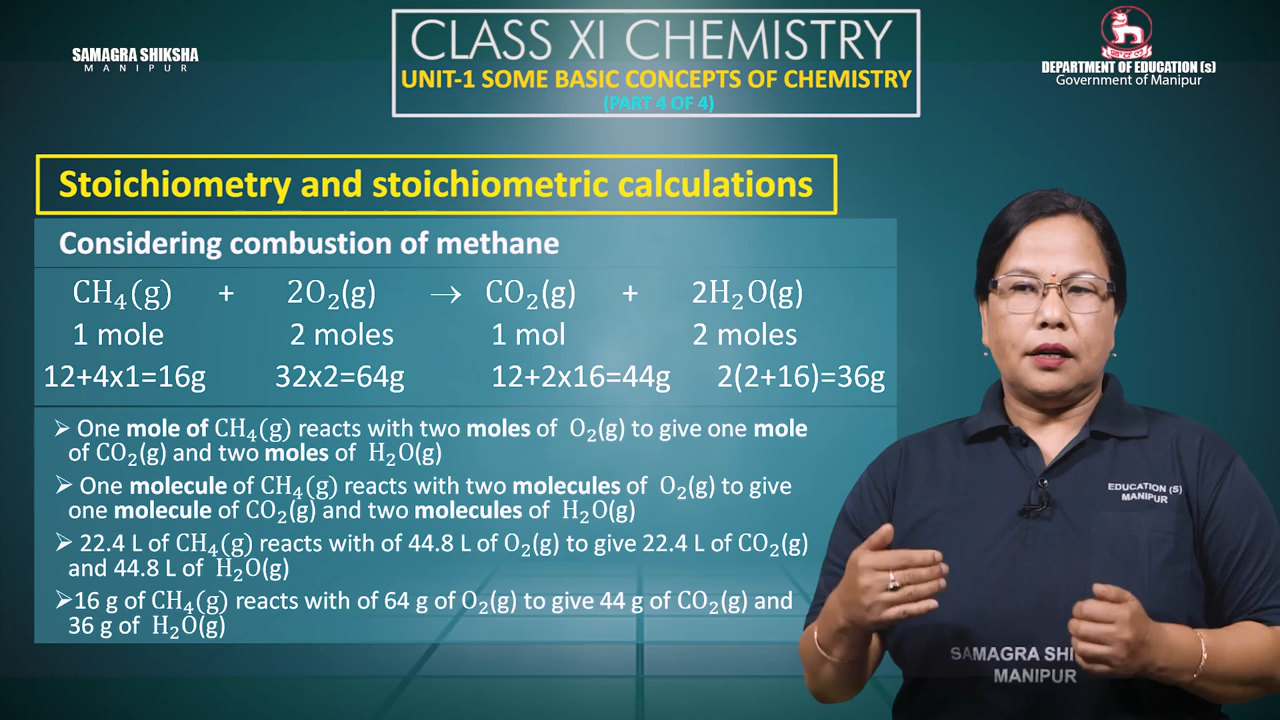 SAMAGRA SHIKSHA
MANIPUR
CLASS XI CHEMISTRY
UNIT-1 SOME BASIC CONCEPTS OF CHEMISTRY
(PART 4 OF 4)
DEPARTMENT OF EDUCATION (s)
Government of Manipur
Stoichiometry and stoichiometric calculations
Considering combustion of methane
CH₄(g) + 2O₂(g) → CO₂(g) + 2H₂O(g)
1 mole 2 moles 1 mol 2 moles
12+4x1=16g 32x2=64g 12+2x16=44g 2(2+16)=36g
➢ One mole of CH₄(g) reacts with two moles of O₂(g) to give one mole
of CO₂(g) and two moles of H₂O(g)
➢ One molecule of CH₄(g) reacts with two molecules of O₂(g) to give
one molecule of CO₂(g) and two molecules of H₂O(g)
➢ 22.4 L of CH₄(g) reacts with of 44.8 L of O₂(g) to give 22.4 L of CO₂(g)
and 44.8 L of H₂O(g)
➢16 g of CH₄(g) reacts with of 64 g of O₂(g) to give 44 g of CO₂(g) and
36 g of H₂O(g)
EDUCATION (S)
MANIPUR
SAMAGRA SHI
MANIPUR